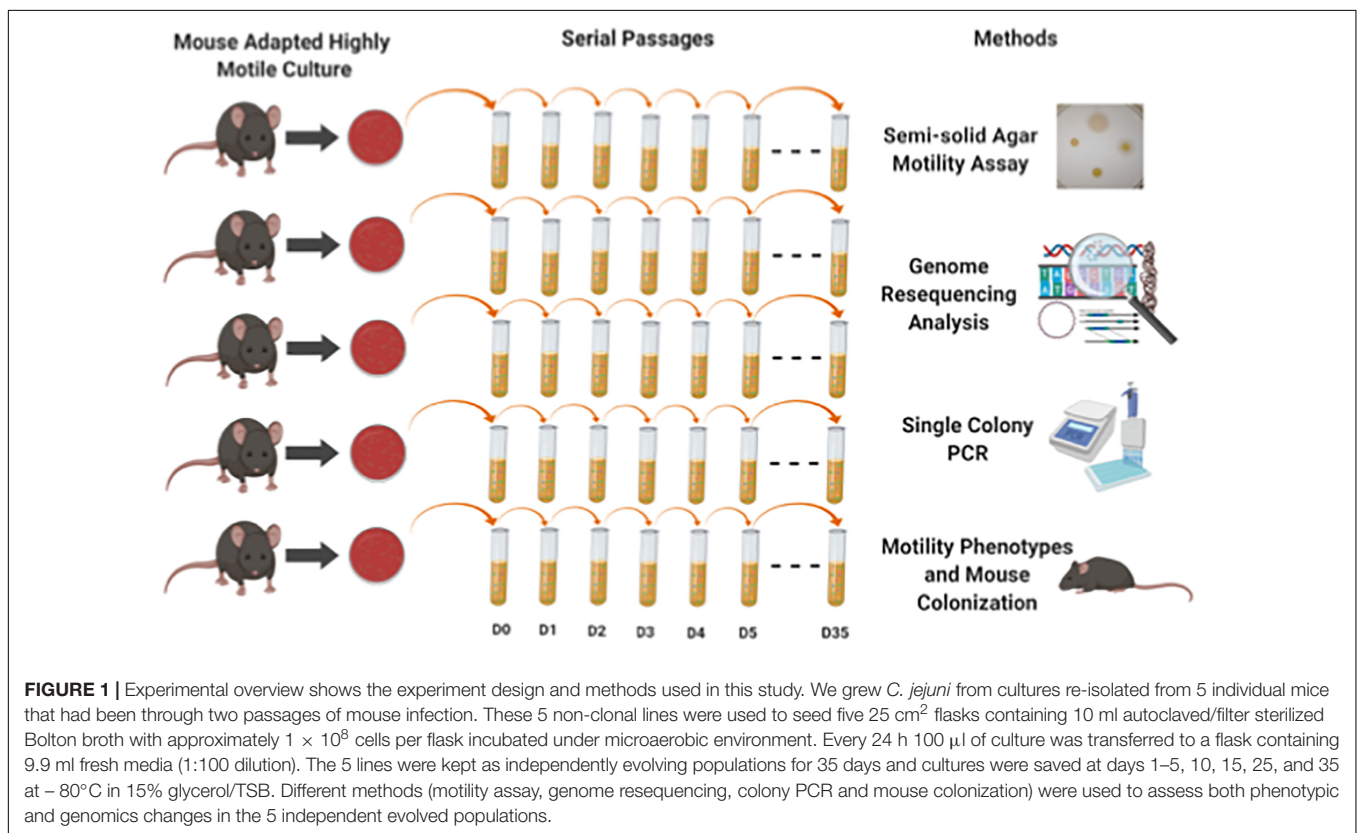 Mouse Adapted Highly
Motile Culture
Serial Passages
Methods
Semi-solid Agar
Motility Assay
Genome
Resequencing
Analysis
Single Colony
PCR
Motility Phenotypes
and Mouse
Colonization
D0 D1 D2 D3 D4 D5 D35
FIGURE 1 | Experimental overview shows the experiment design and methods used in this study. We grew C. jejuni from cultures re-isolated from 5 individual mice
that had been through two passages of mouse infection. These 5 non-clonal lines were used to seed five 25 cm² flasks containing 10 ml autoclaved/filter sterilized
Bolton broth with approximately 1 × 10⁸ cells per flask incubated under microaerobic environment. Every 24 h 100 μl of culture was transferred to a flask containing
9.9 ml fresh media (1:100 dilution). The 5 lines were kept as independently evolving populations for 35 days and cultures were saved at days 1–5, 10, 15, 25, and 35
at – 80°C in 15% glycerol/TSB. Different methods (motility assay, genome resequencing, colony PCR and mouse colonization) were used to assess both phenotypic
and genomics changes in the 5 independent evolved populations.